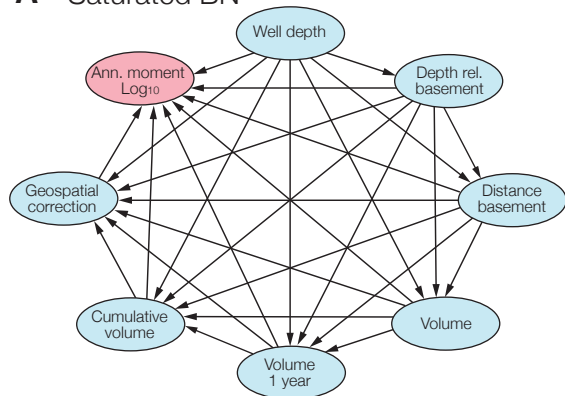 A Saturated BN
Well depth
Ann. moment
Log10
Depth rel.
basement
Geospatial
correction
Distance
basement
Cumulative
volume
Volume
Volume
1 year